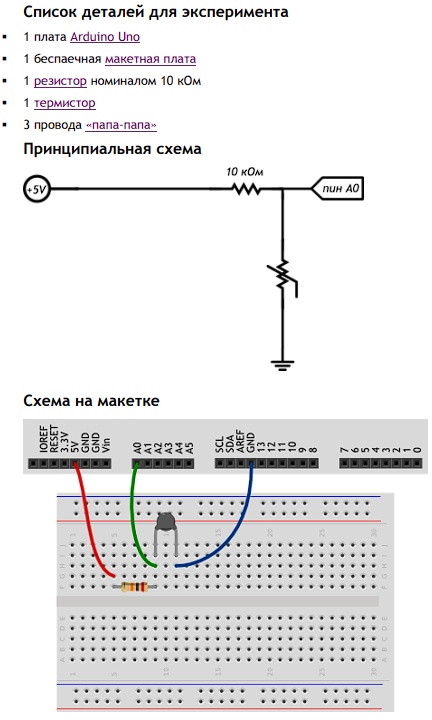 Список деталей для эксперимента
1 плата Arduino Uno
1 беспаечная макетная плата
1 резистор номиналом 10 кОм
1 термистор
3 провода «папа-папа»
Принципиальная схема
10 кОм
+5V
пин A0
Схема на макетке
IOREF
RESET
3.3V
5V
GND
GND
Vin
A0
A1
A2
A3
A4
A5
SCL
SDA
AREF
GND
13
12
11
10
9
8
7
6
5
4
3
2
1
0
1
5
10
15
20
25
30
J
I
H
G
F
E
D
C
B
A
1
5
10
15
20
25
30